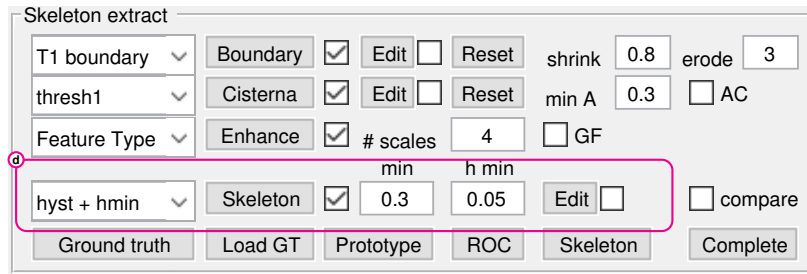 Skeleton extract
T1 boundary Boundary Edit Reset shrink 0.8 erode 3
thresh1 Cisterna Edit Reset min A 0.3 AC
Feature Type Enhance # scales 4 GF
d
min h min
hyst + hmin Skeleton 0.3 0.05 Edit compare
Ground truth Load GT Prototype ROC Skeleton Complete